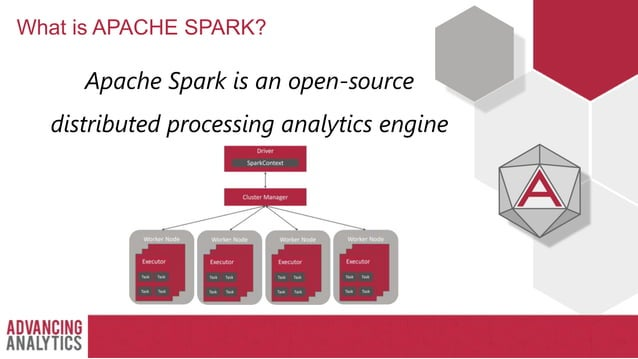 What is APACHE SPARK?
Apache Spark is an open-source
distributed processing analytics engine
Driver
SparkContext
Cluster Manager
Worker Node Worker Node Worker Node Worker Node
Executor Executor Executor Executor
Task Task Task Task Task Task Task Task
Task Task Task Task Task Task Task Task
A
ADVANCING
ANALYTICS